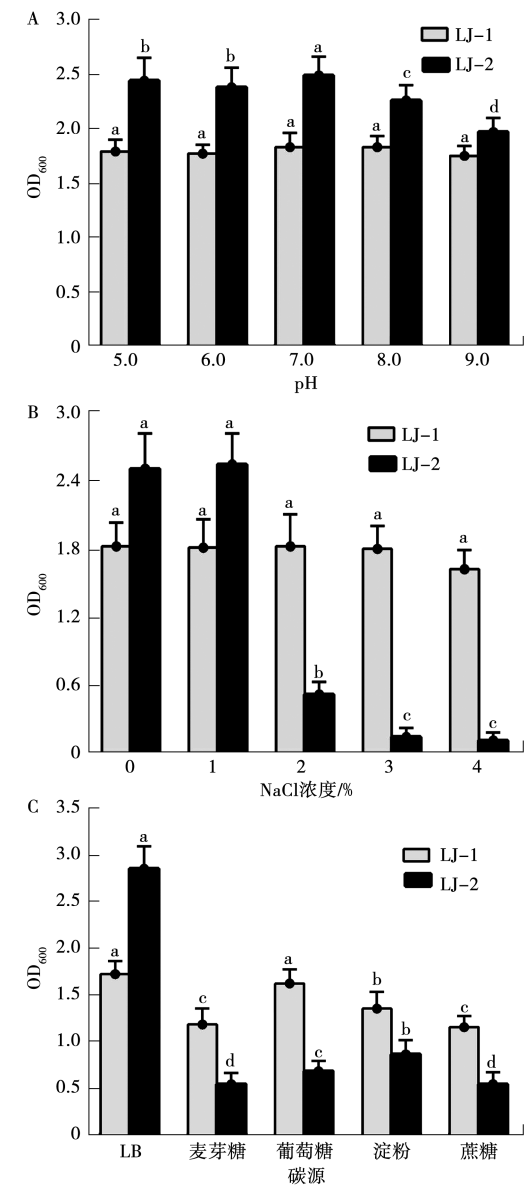 A
3.0
2.5
2.0
1.5
1.0
0.5
0
OD600
LJ-1
LJ-2
a b a b a a a c a d
5.0 6.0 7.0 8.0 9.0
pH
B
3.0
2.4
1.8
1.2
0.6
0
OD600
LJ-1
LJ-2
a a a a a b a c a c
0 1 2 3 4
NaCl浓度/%
C
3.5
3.0
2.5
2.0
1.5
1.0
0.5
0
OD600
LJ-1
LJ-2
a a c d a c b b c d
LB 麦芽糖 葡萄糖 淀粉 蔗糖
碳源